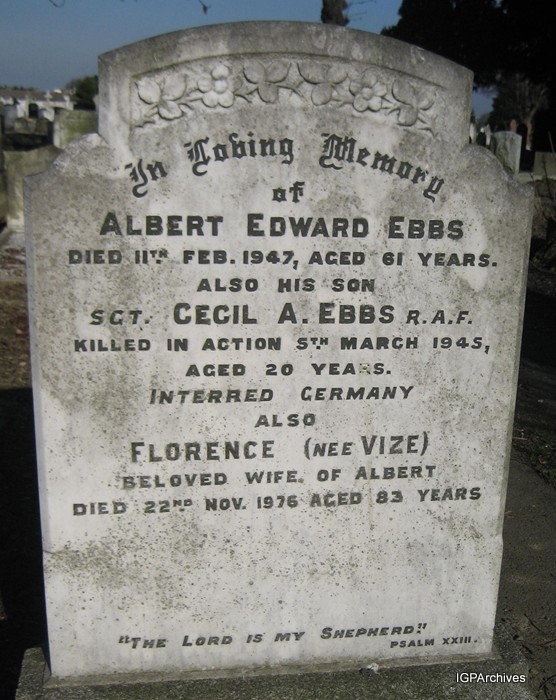 In Loving Memory
of
ALBERT EDWARD EBBS
DIED 11TH FEB. 1947, AGED 61 YEARS.
ALSO HIS SON
SGT. CECIL A. EBBS R.A.F.
KILLED IN ACTION 5TH MARCH 1945,
AGED 20 YEARS.
INTERRED GERMANY
ALSO
FLORENCE (NEE VIZE)
BELOVED WIFE OF ALBERT
DIED 22ND NOV. 1976 AGED 83 YEARS
"THE LORD IS MY SHEPHERD."
PSALM XXIII.
IGPArchives